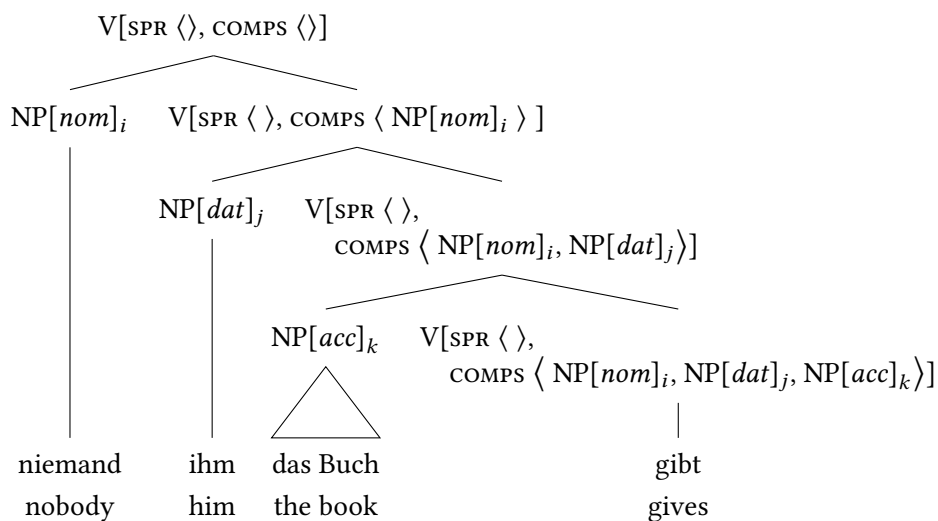 V[SPR ⟨⟩, COMPS ⟨⟩]
NP[nom]i V[SPR ⟨ ⟩, COMPS ⟨ NP[nom]i ⟩ ]
NP[dat]j V[SPR ⟨ ⟩,
COMPS ⟨ NP[nom]i, NP[dat]j⟩]
NP[acc]k V[SPR ⟨ ⟩,
COMPS ⟨ NP[nom]i, NP[dat]j, NP[acc]k⟩]
niemand ihm das Buch gibt
nobody him the book gives